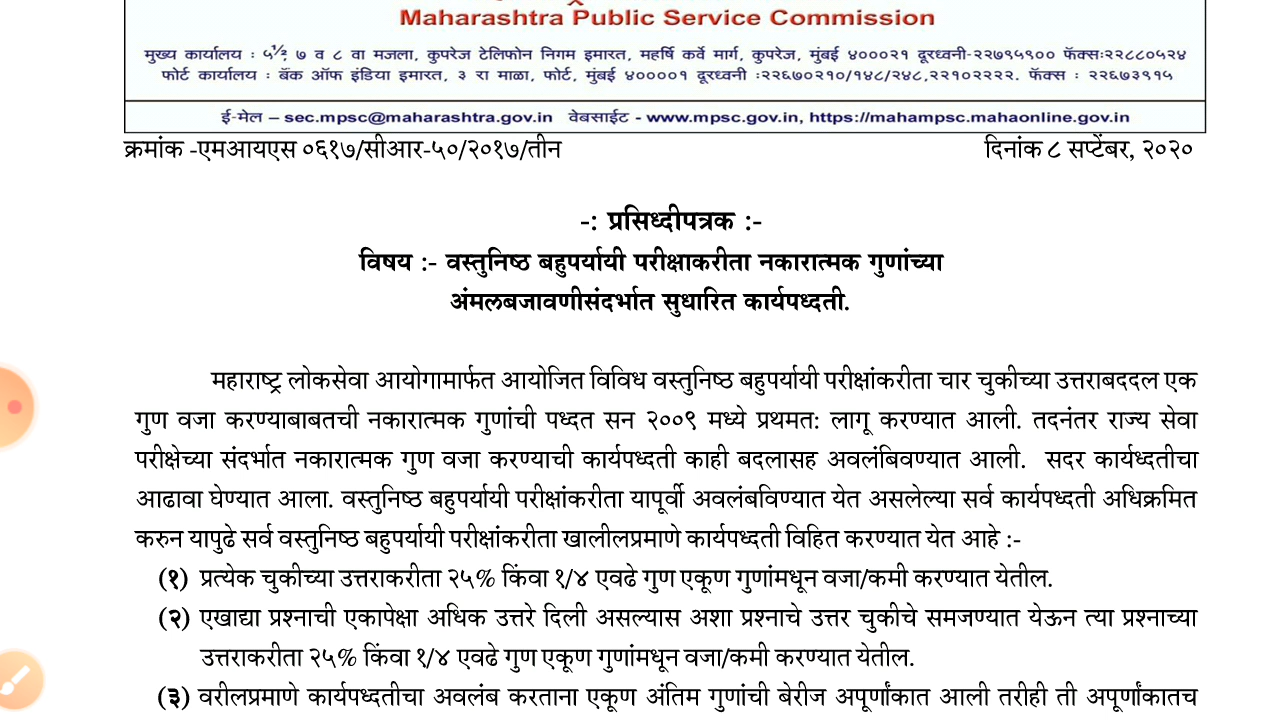 Maharashtra Public Service Commission
मुख्य कार्यालय : ५½, ७ व ८ वा मजला, कुपरेज टेलिफोन निगम इमारत, महर्षि कर्वे मार्ग, कुपरेज, मुंबई ४०००२१ दूरध्वनी-२२७९५९०० फॅक्सः२२८८०५२४
फोर्ट कार्यालय : बॅंक ऑफ इंडिया इमारत, ३ रा माळा, फोर्ट, मुंबई ४००००१ दूरध्वनी :२२६७०२१०/१४८/२४८,२२१०२२२२. फॅक्स : २२६७३९१५
ई-मेल – sec.mpsc@maharashtra.gov.in वेबसाईट - www.mpsc.gov.in, https://mahampsc.mahaonline.gov.in
क्रमांक -एमआयएस ०६१७/सीआर-५०/२०१७/तीन दिनांक ८ सप्टेंबर, २०२०
-: प्रसिध्दीपत्रक :-
विषय :- वस्तुनिष्ठ बहुपर्यायी परीक्षाकरीता नकारात्मक गुणांच्या
अंमलबजावणीसंदर्भात सुधारित कार्यपध्दती.
महाराष्ट्र लोकसेवा आयोगामार्फत आयोजित विविध वस्तुनिष्ठ बहुपर्यायी परीक्षांकरीता चार चुकीच्या उत्तराबददल एक
गुण वजा करण्याबाबतची नकारात्मक गुणांची पध्दत सन २००९ मध्ये प्रथमत: लागू करण्यात आली. तदनंतर राज्य सेवा
परीक्षेच्या संदर्भात नकारात्मक गुण वजा करण्याची कार्यपध्दती काही बदलासह अवलंबिवण्यात आली. सदर कार्यध्दतीचा
आढावा घेण्यात आला. वस्तुनिष्ठ बहुपर्यायी परीक्षांकरीता यापूर्वी अवलंबविण्यात येत असलेल्या सर्व कार्यपध्दती अधिक्रमित
करुन यापुढे सर्व वस्तुनिष्ठ बहुपर्यायी परीक्षांकरीता खालीलप्रमाणे कार्यपध्दती विहित करण्यात येत आहे :-
(१) प्रत्येक चुकीच्या उत्तराकरीता २५% किंवा १/४ एवढे गुण एकूण गुणांमधून वजा/कमी करण्यात येतील.
(२) एखाद्या प्रश्नाची एकापेक्षा अधिक उत्तरे दिली असल्यास अशा प्रश्नाचे उत्तर चुकीचे समजण्यात येऊन त्या प्रश्नाच्या
उत्तराकरीता २५% किंवा १/४ एवढे गुण एकूण गुणांमधून वजा/कमी करण्यात येतील.
(३) वरीलप्रमाणे कार्यपध्दतीचा अवलंब करताना एकूण अंतिम गुणांची बेरीज अपूर्णांकात आली तरीही ती अपूर्णांकातच